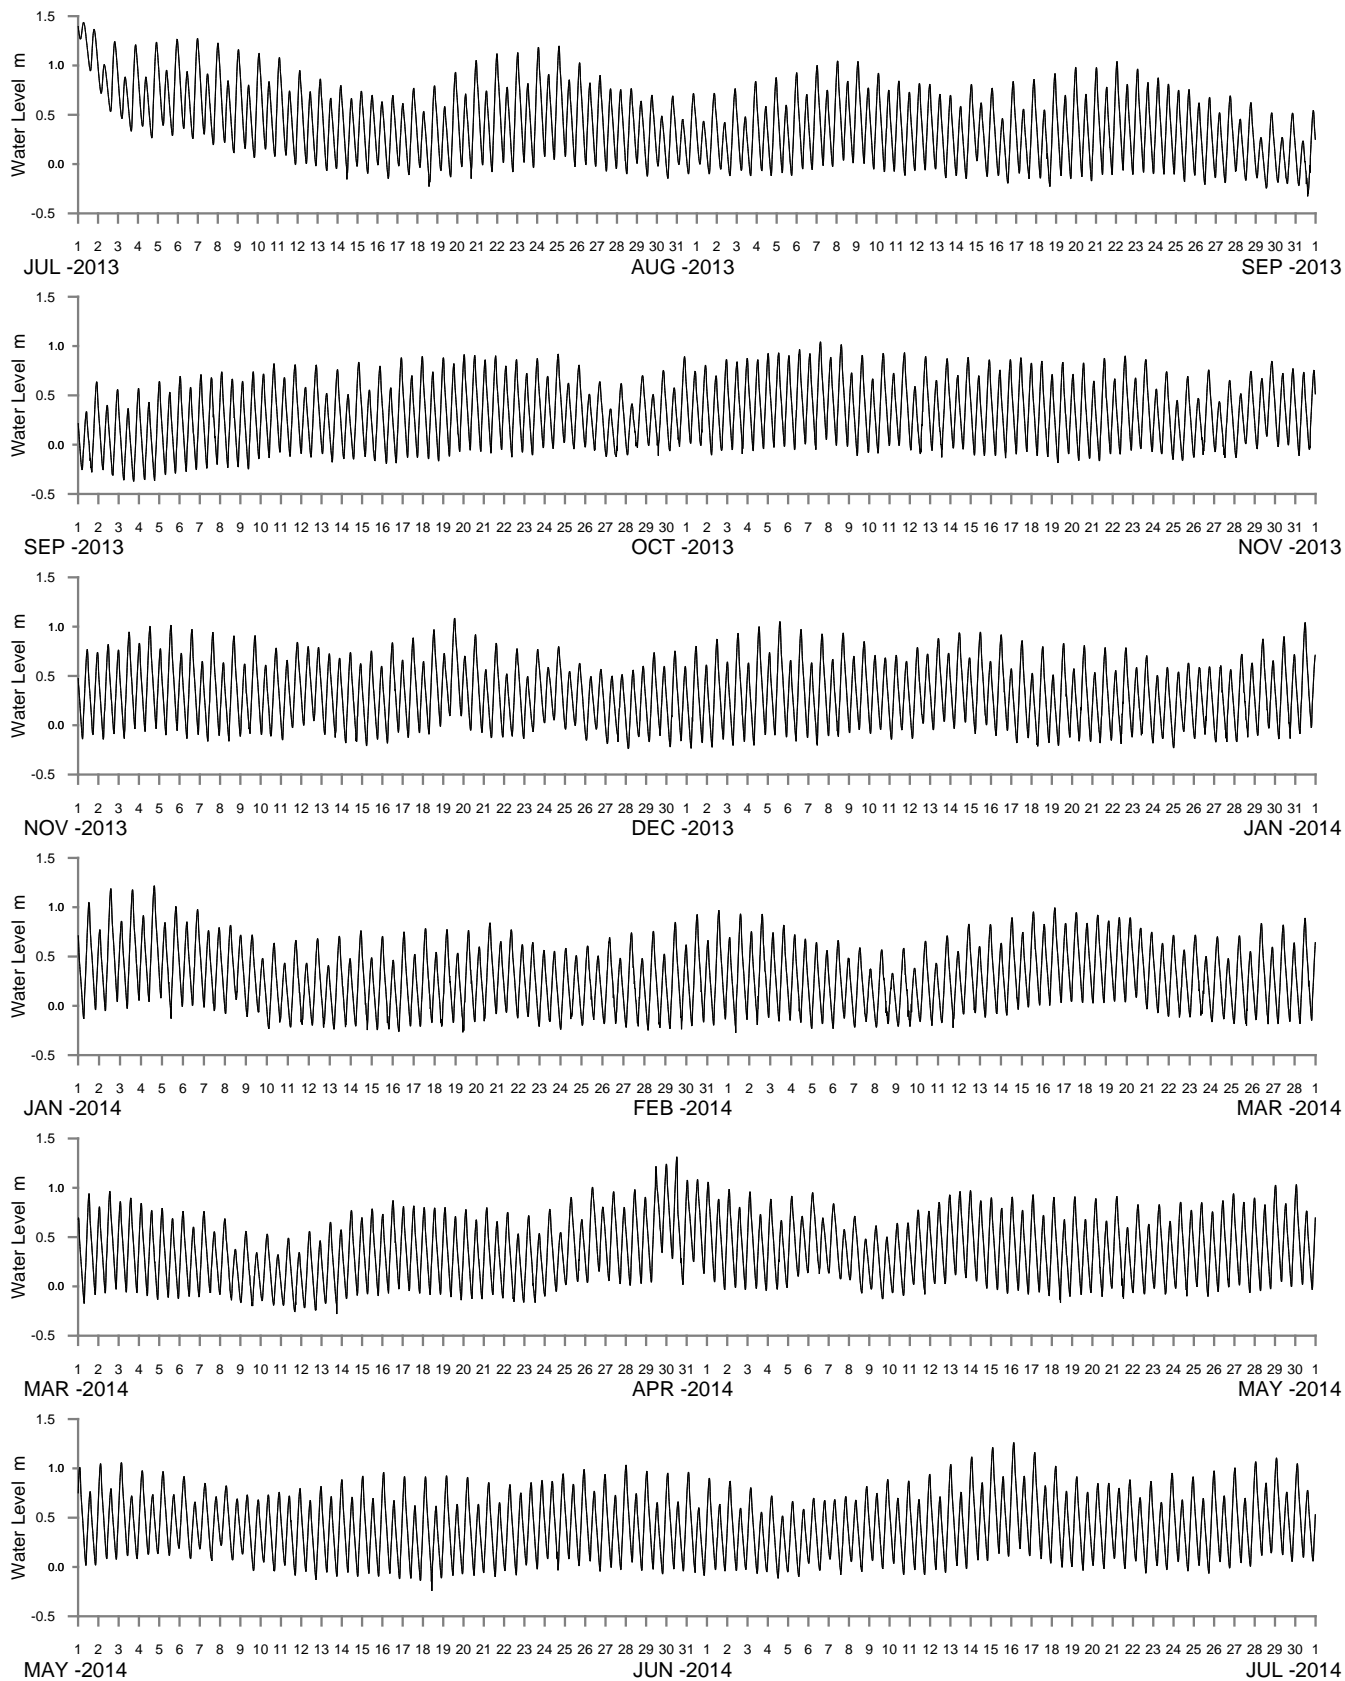 1.5
1.0
0.5
0.0
-0.5
Water Level m
1 2 3 4 5 6 7 8 9 10 11 12 13 14 15 16 17 18 19 20 21 22 23 24 25 26 27 28 29 30 31 1 2 3 4 5 6 7 8 9 10 11 12 13 14 15 16 17 18 19 20 21 22 23 24 25 26 27 28 29 30 31 1
JUL -2013 AUG -2013 SEP -2013
1.5
1.0
0.5
0.0
-0.5
Water Level m
1 2 3 4 5 6 7 8 9 10 11 12 13 14 15 16 17 18 19 20 21 22 23 24 25 26 27 28 29 30 1 2 3 4 5 6 7 8 9 10 11 12 13 14 15 16 17 18 19 20 21 22 23 24 25 26 27 28 29 30 31 1
SEP -2013 OCT -2013 NOV -2013
1.5
1.0
0.5
0.0
-0.5
Water Level m
1 2 3 4 5 6 7 8 9 10 11 12 13 14 15 16 17 18 19 20 21 22 23 24 25 26 27 28 29 30 1 2 3 4 5 6 7 8 9 10 11 12 13 14 15 16 17 18 19 20 21 22 23 24 25 26 27 28 29 30 31 1
NOV -2013 DEC -2013 JAN -2014
1.5
1.0
0.5
0.0
-0.5
Water Level m
1 2 3 4 5 6 7 8 9 10 11 12 13 14 15 16 17 18 19 20 21 22 23 24 25 26 27 28 29 30 31 1 2 3 4 5 6 7 8 9 10 11 12 13 14 15 16 17 18 19 20 21 22 23 24 25 26 27 28 1
JAN -2014 FEB -2014 MAR -2014
1.5
1.0
0.5
0.0
-0.5
Water Level m
1 2 3 4 5 6 7 8 9 10 11 12 13 14 15 16 17 18 19 20 21 22 23 24 25 26 27 28 29 30 31 1 2 3 4 5 6 7 8 9 10 11 12 13 14 15 16 17 18 19 20 21 22 23 24 25 26 27 28 29 30 1
MAR -2014 APR -2014 MAY -2014
1.5
1.0
0.5
0.0
-0.5
Water Level m
1 2 3 4 5 6 7 8 9 10 11 12 13 14 15 16 17 18 19 20 21 22 23 24 25 26 27 28 29 30 31 1 2 3 4 5 6 7 8 9 10 11 12 13 14 15 16 17 18 19 20 21 22 23 24 25 26 27 28 29 30 1
MAY -2014 JUN -2014 JUL -2014